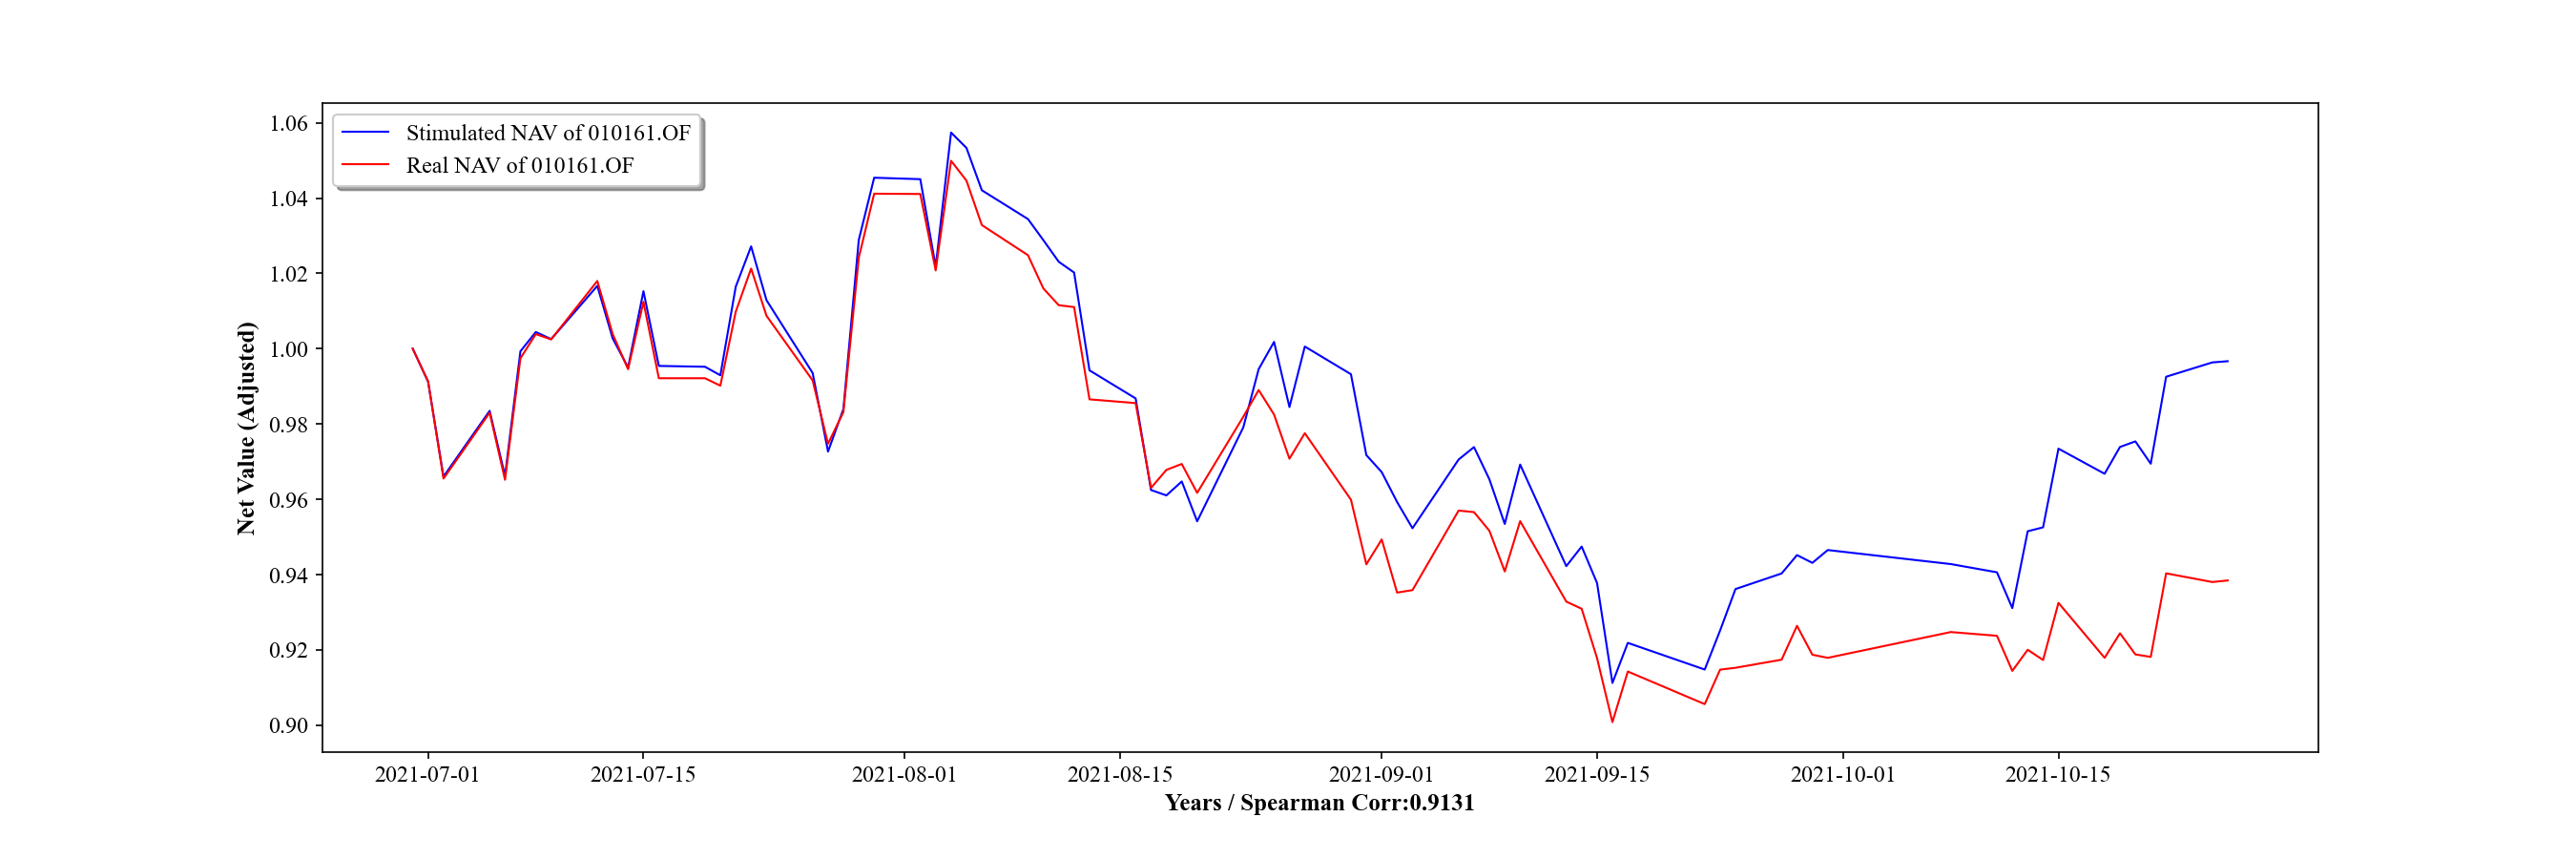 Stimulated NAV of 010161.OF
Real NAV of 010161.OF
1.06
1.04
1.02
1.00
0.98
0.96
0.94
0.92
0.90
Net Value (Adjusted)
2021-07-01 2021-07-15 2021-08-01 2021-08-15 2021-09-01 2021-09-15 2021-10-01 2021-10-15
Years / Spearman Corr:0.9131